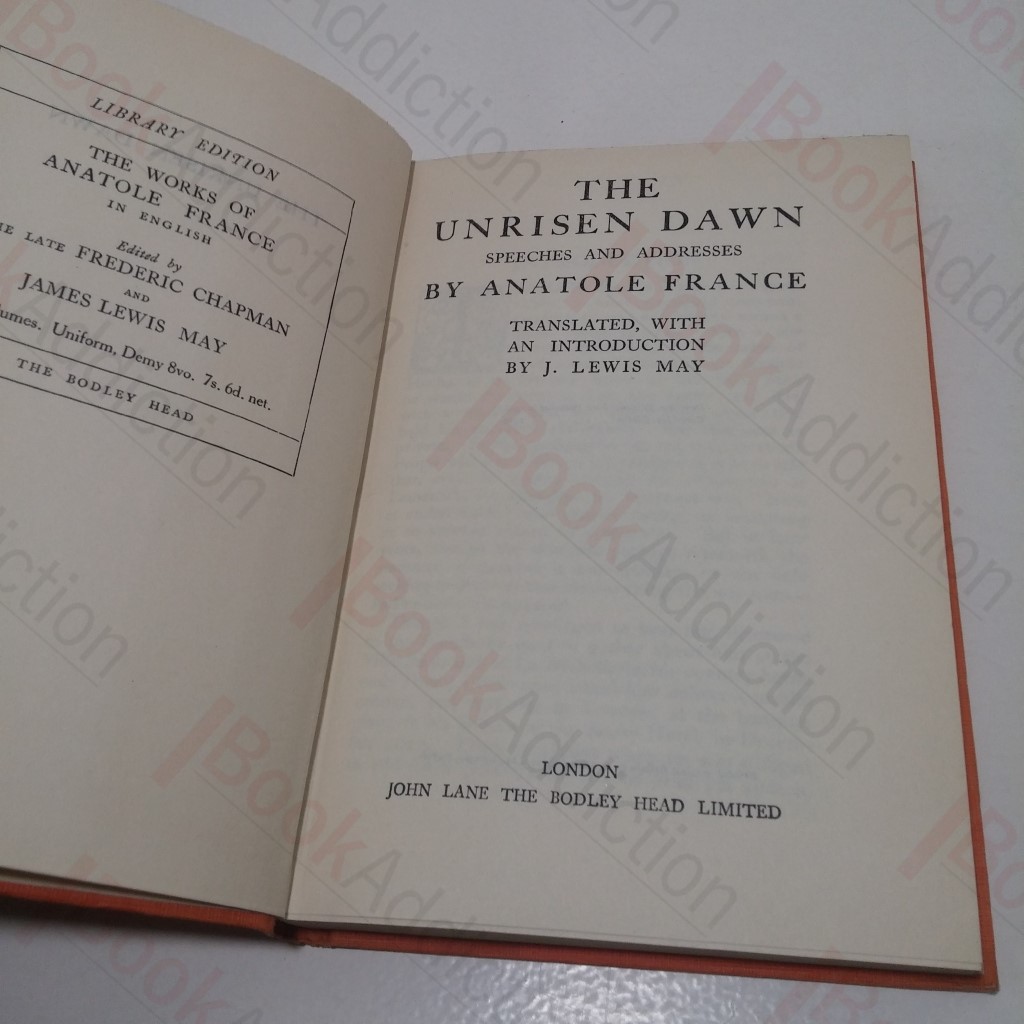 LIBRARY EDITION
THE WORKS OF
ANATOLE FRANCE
IN ENGLISH
Edited by
LATE FREDERIC CHAPMAN
AND
JAMES LEWIS MAY
Uniform, Demy 8vo. 7s. 6d. net.
THE BODLEY HEAD
THE
UNRISEN DAWN
SPEECHES AND ADDRESSES
BY ANATOLE FRANCE
TRANSLATED, WITH
AN INTRODUCTION
BY J. LEWIS MAY
LONDON
JOHN LANE THE BODLEY HEAD LIMITED
BookAddiction